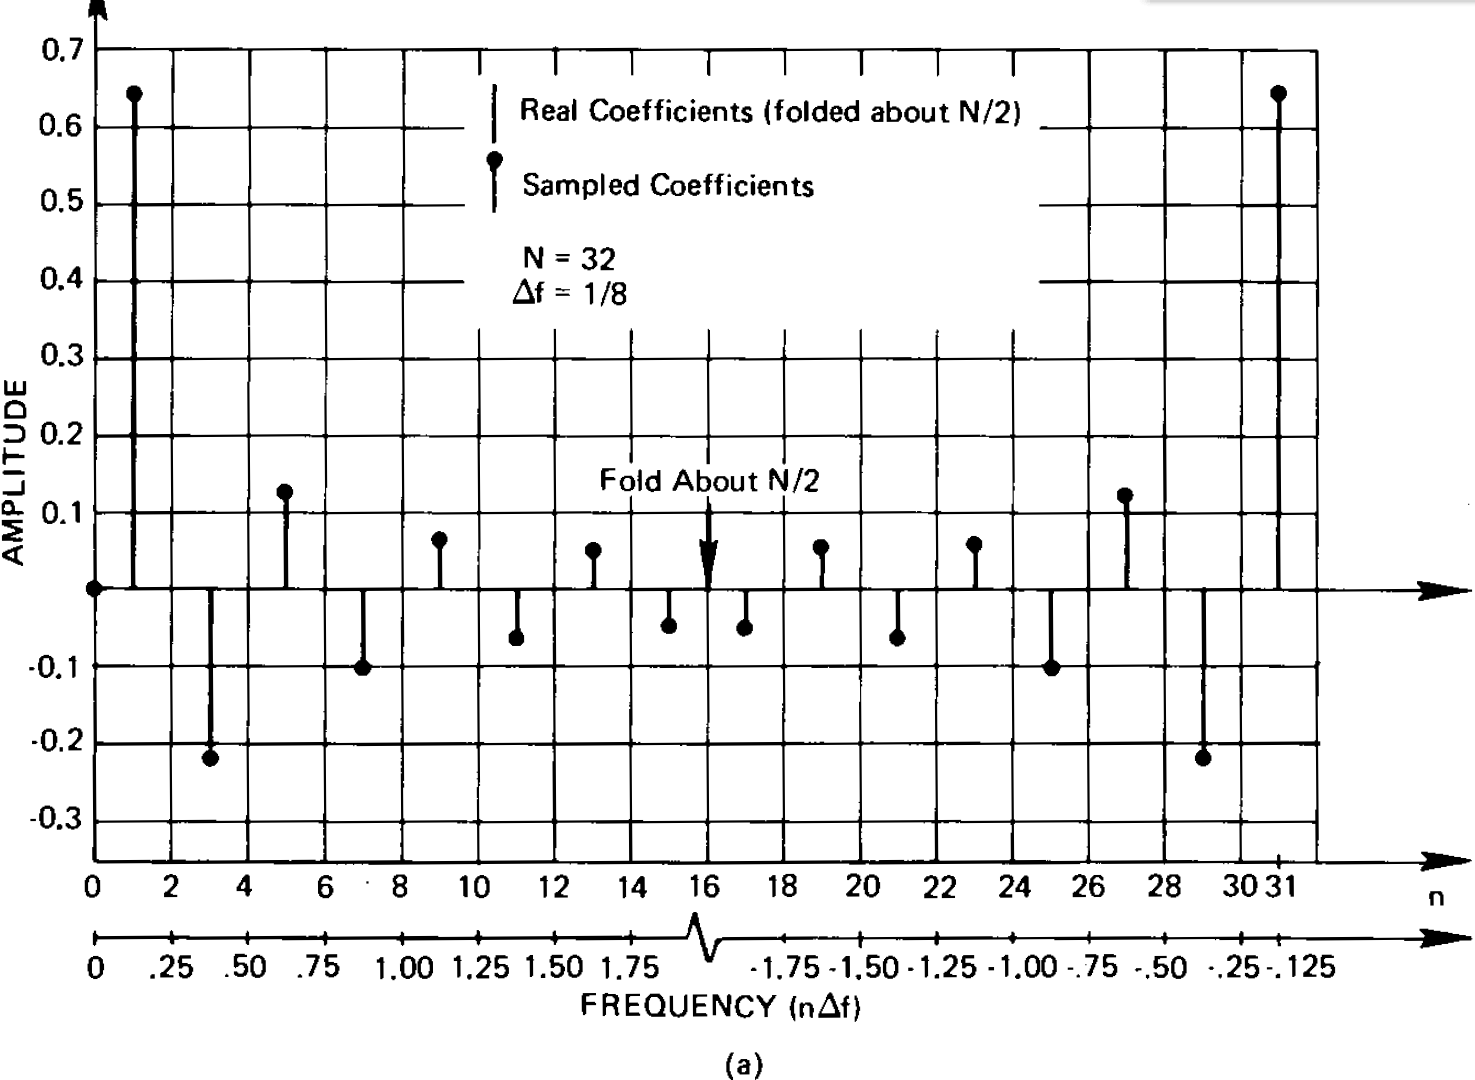 0.7
Real Coefficients (folded about N/2)
0.6
Sampled Coefficients
0.5
N = 32
0.4
Δf = 1/8
0.3
AMPLITUDE
0.2
Fold About N/2
0.1
-0.1
-0.2
-0.3
0 2 4 6 8 10 12 14 16 18 20 22 24 26 28 30 31 n
0 .25 .50 .75 1.00 1.25 1.50 1.75 -1.75 -1.50 -1.25 -1.00 -.75 -.50 -.25 -.125
FREQUENCY (nΔf)
(a)